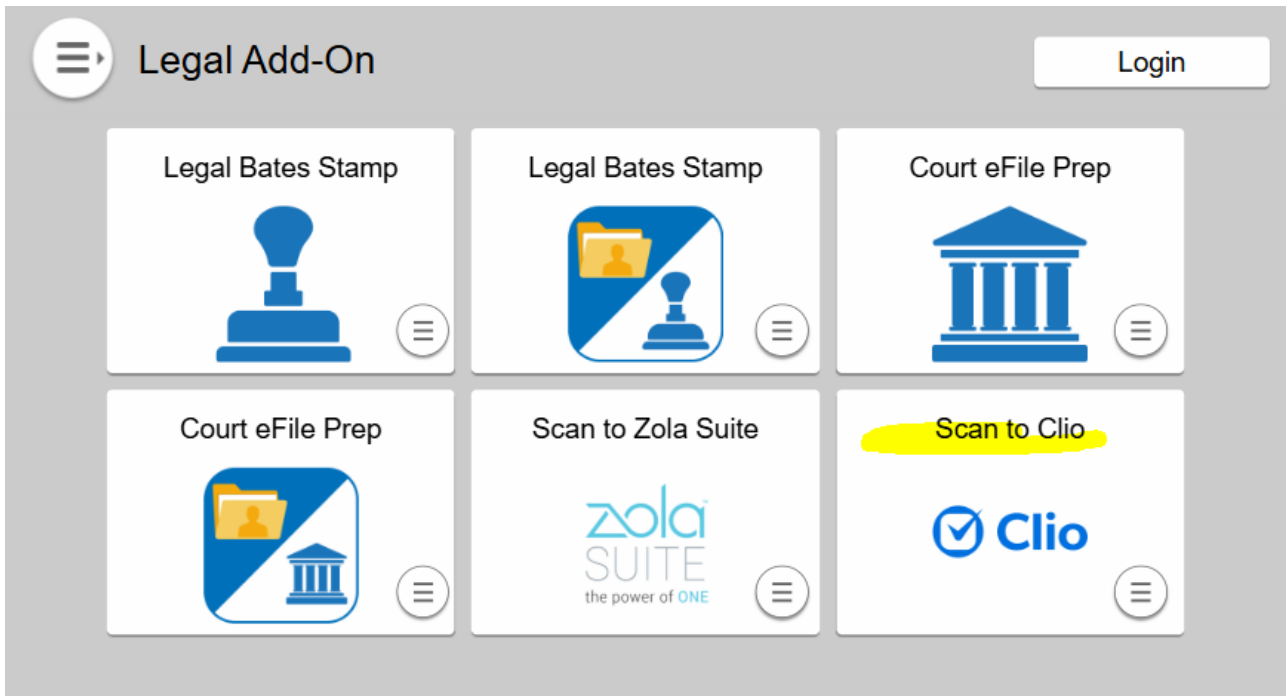 Legal Add-On
Login
Legal Bates Stamp
Legal Bates Stamp
Court eFile Prep
Court eFile Prep
Scan to Zola Suite
zola™
SUITE
the power of ONE
Scan to Clio
Clio